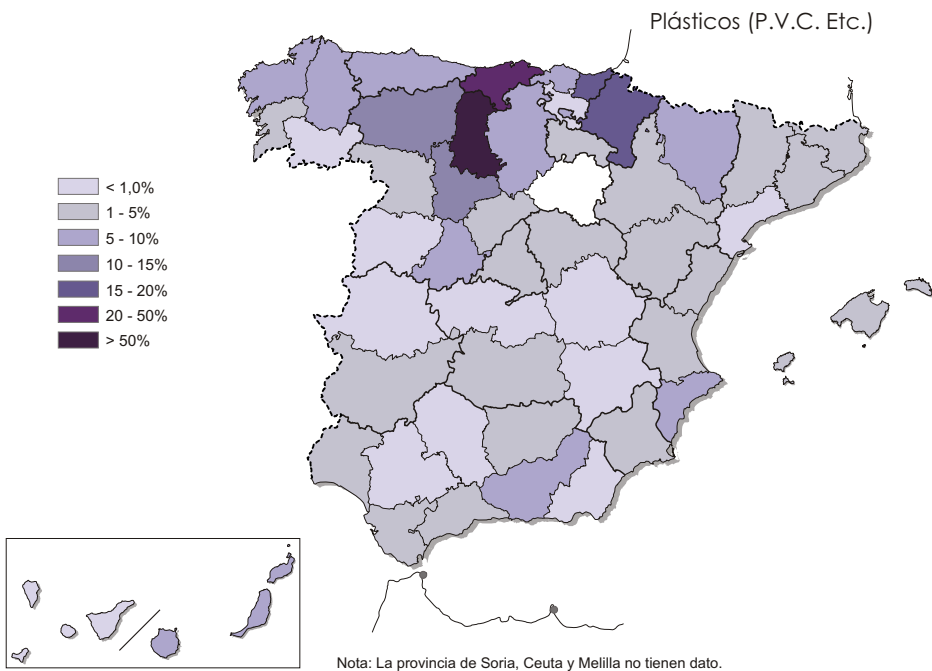 Plásticos (P.V.C. Etc.)
< 1,0%
1 - 5%
5 - 10%
10 - 15%
15 - 20%
20 - 50%
> 50%
Nota: La provincia de Soria, Ceuta y Melilla no tienen dato.